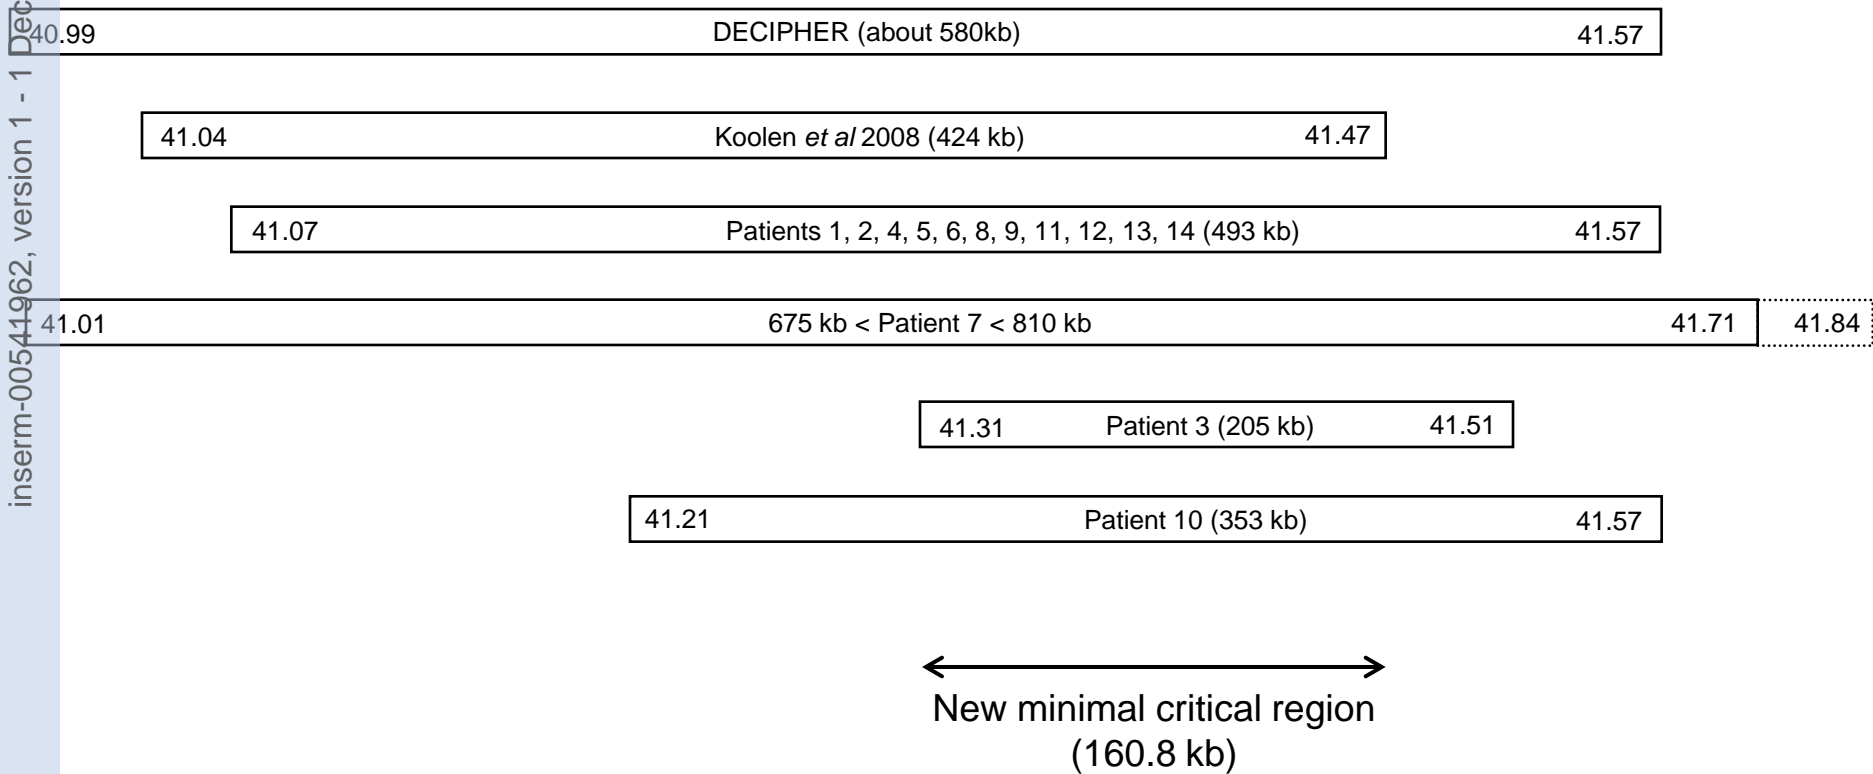 inserm-00541962, version 1 - 1 Dec
40.99 DECIPHER (about 580kb) 41.57
41.04 Koolen et al 2008 (424 kb) 41.47
41.07 Patients 1, 2, 4, 5, 6, 8, 9, 11, 12, 13, 14 (493 kb) 41.57
41.01 675 kb < Patient 7 < 810 kb 41.71 41.84
41.31 Patient 3 (205 kb) 41.51
41.21 Patient 10 (353 kb) 41.57
New minimal critical region
(160.8 kb)